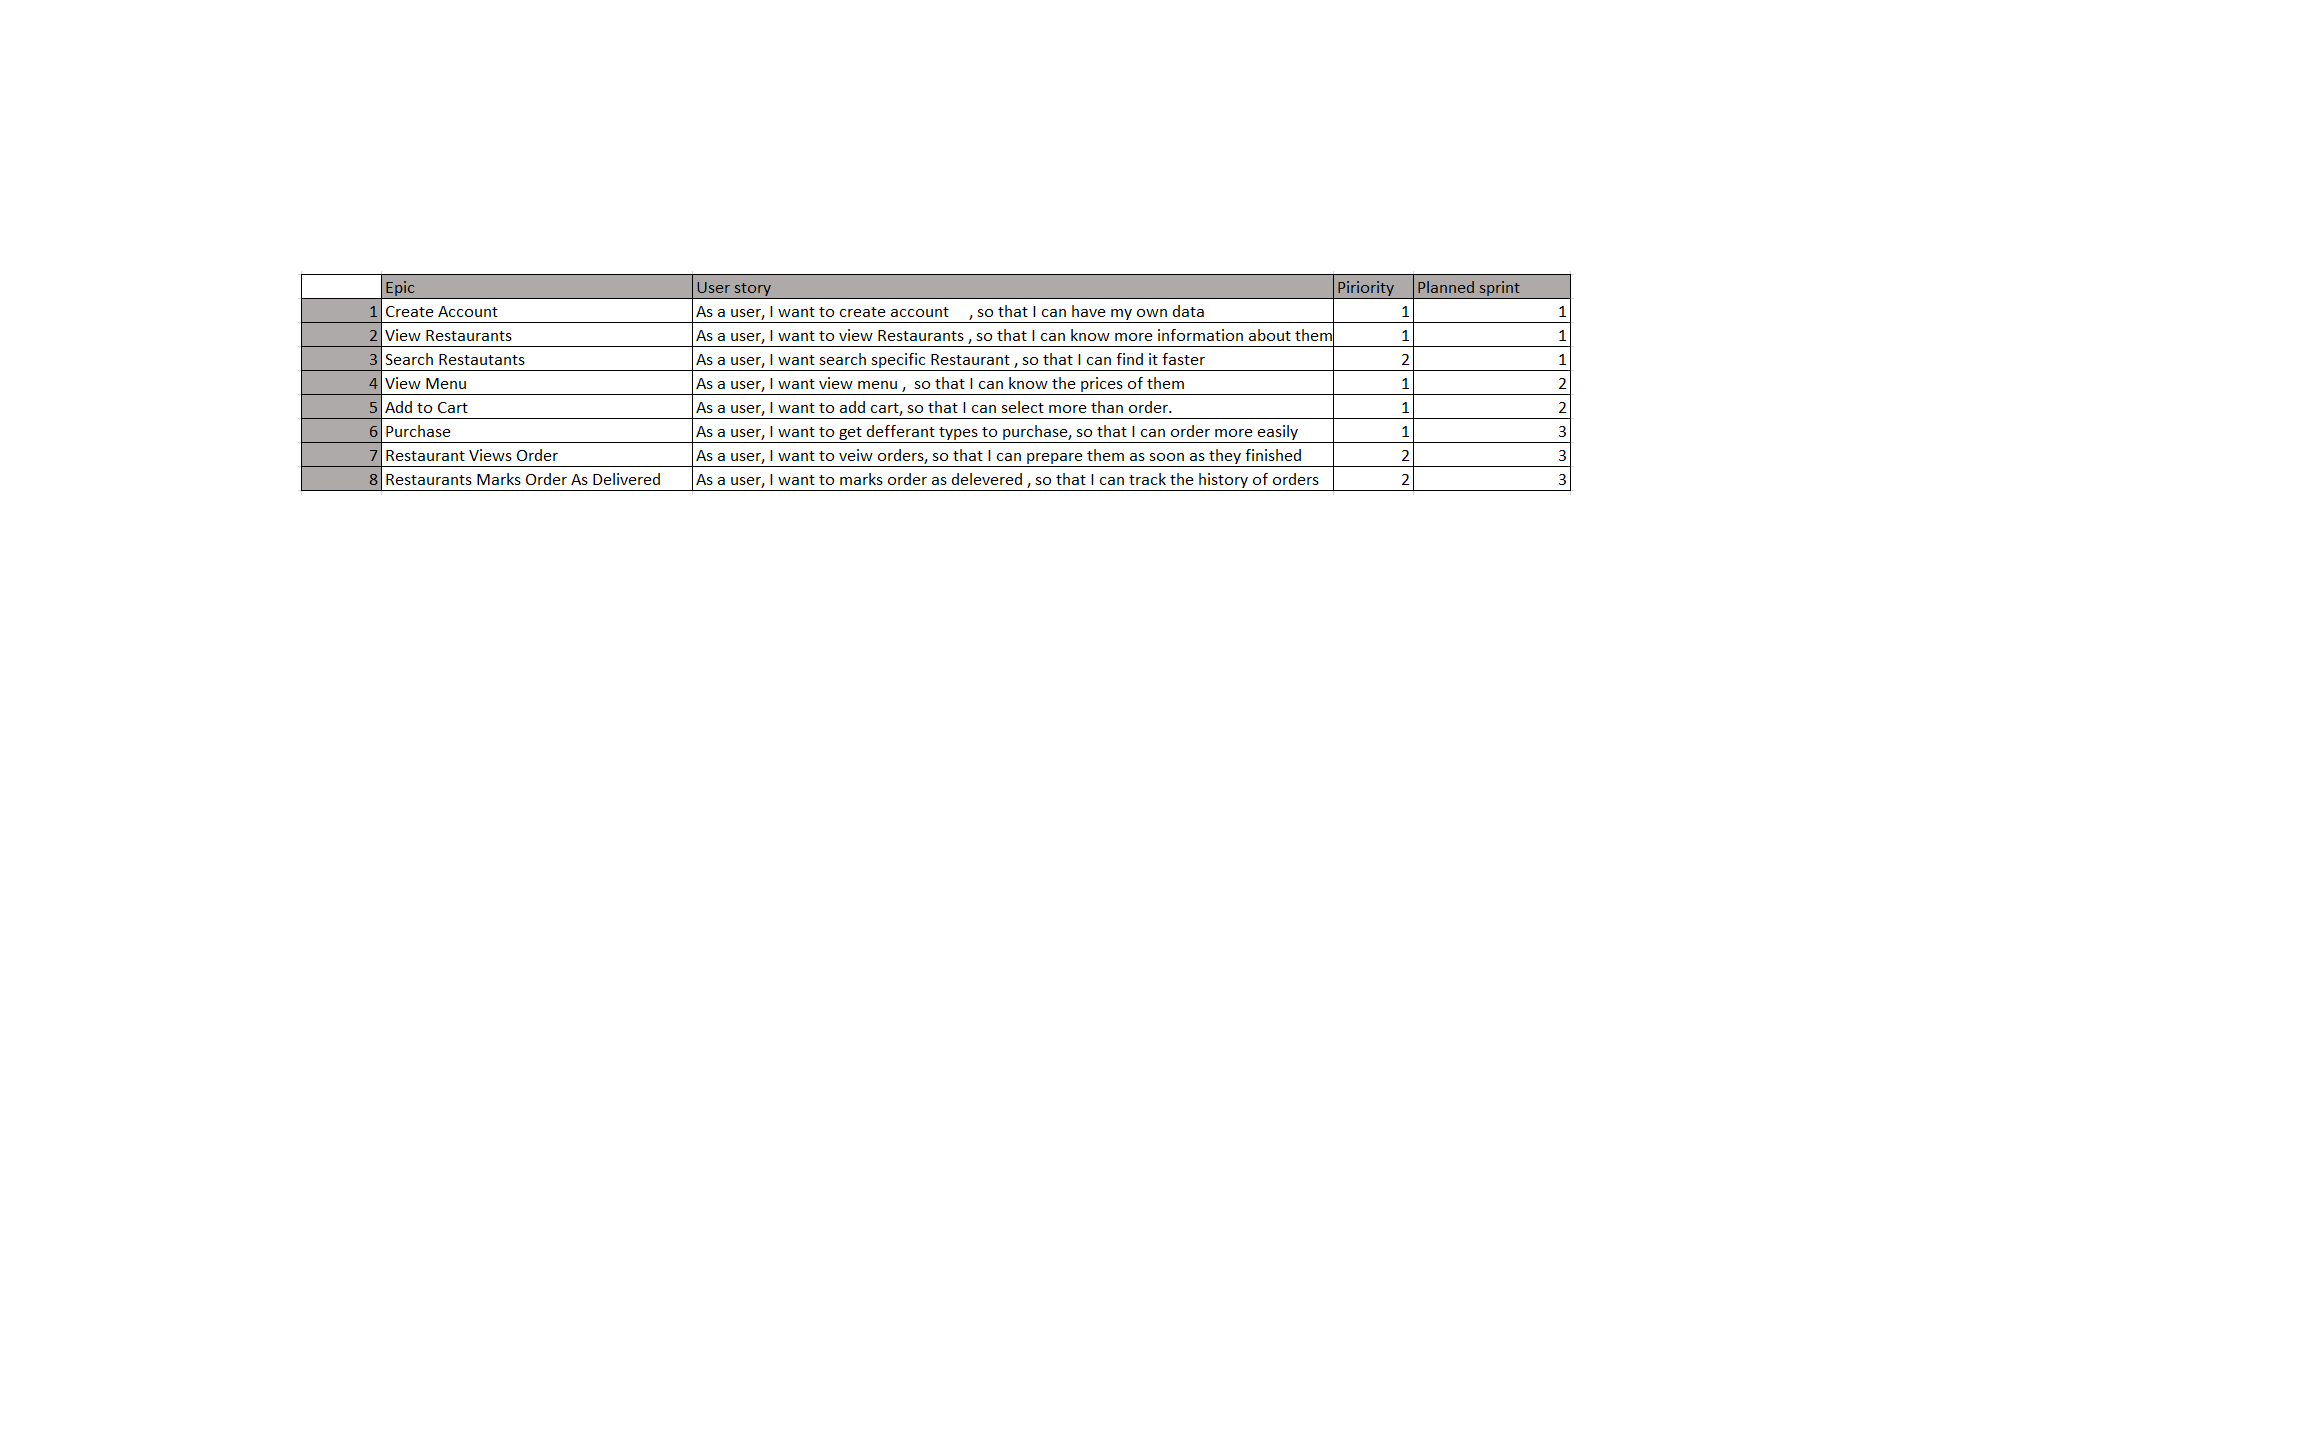 Epic User story Piriority Planned sprint
1 Create Account As a user, I want to create account , so that I can have my own data 1 1
2 View Restaurants As a user, I want to view Restaurants , so that I can know more information about them 1 1
3 Search Restautants As a user, I want search specific Restaurant , so that I can find it faster 2 1
4 View Menu As a user, I want view menu , so that I can know the prices of them 1 2
5 Add to Cart As a user, I want to add cart, so that I can select more than order. 1 2
6 Purchase As a user, I want to get defferant types to purchase, so that I can order more easily 1 3
7 Restaurant Views Order As a user, I want to veiw orders, so that I can prepare them as soon as they finished 2 3
8 Restaurants Marks Order As Delivered As a user, I want to marks order as delevered , so that I can track the history of orders 2 3